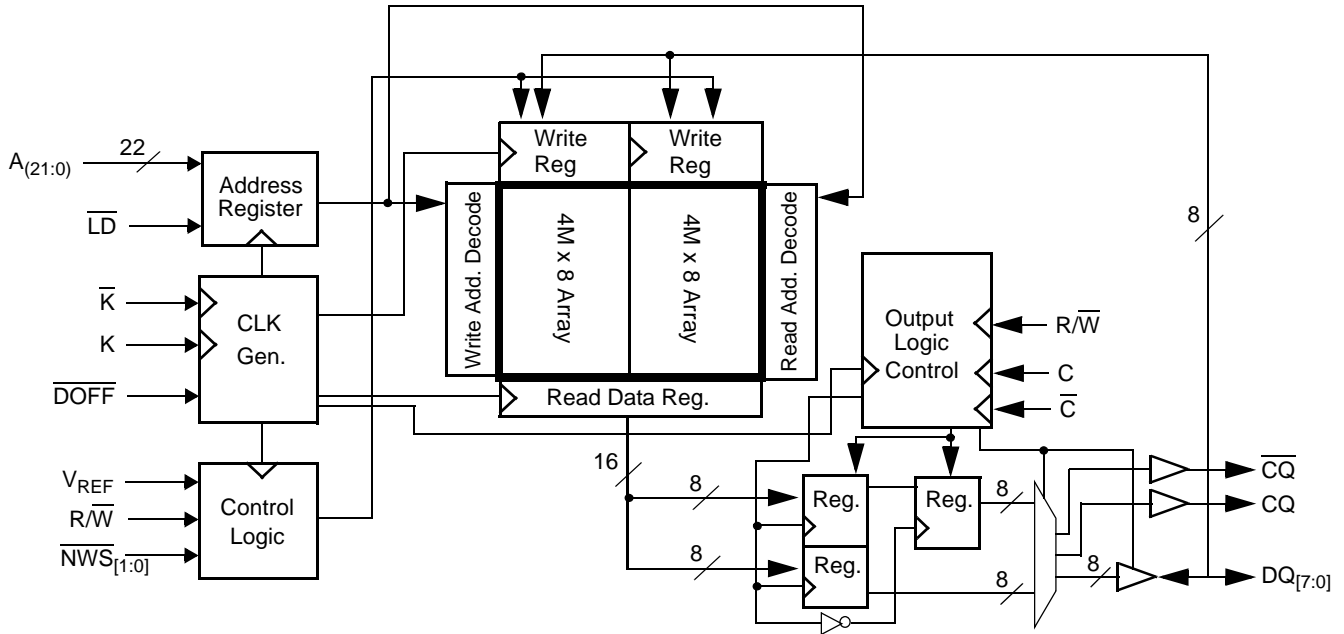 A(21:0)
22
LD
Address
Register
K
K
DOFF
CLK
Gen.
VREF
R/W
NWS[1:0]
Control
Logic
Write
Reg
Write
Reg
Write Add. Decode
4M x 8 Array
4M x 8 Array
Read Add. Decode
Read Data Reg.
16
8
8
Output
Logic
Control
R/W
C
C
Reg.
Reg.
Reg.
8
8
8
8
CQ
CQ
DQ[7:0]